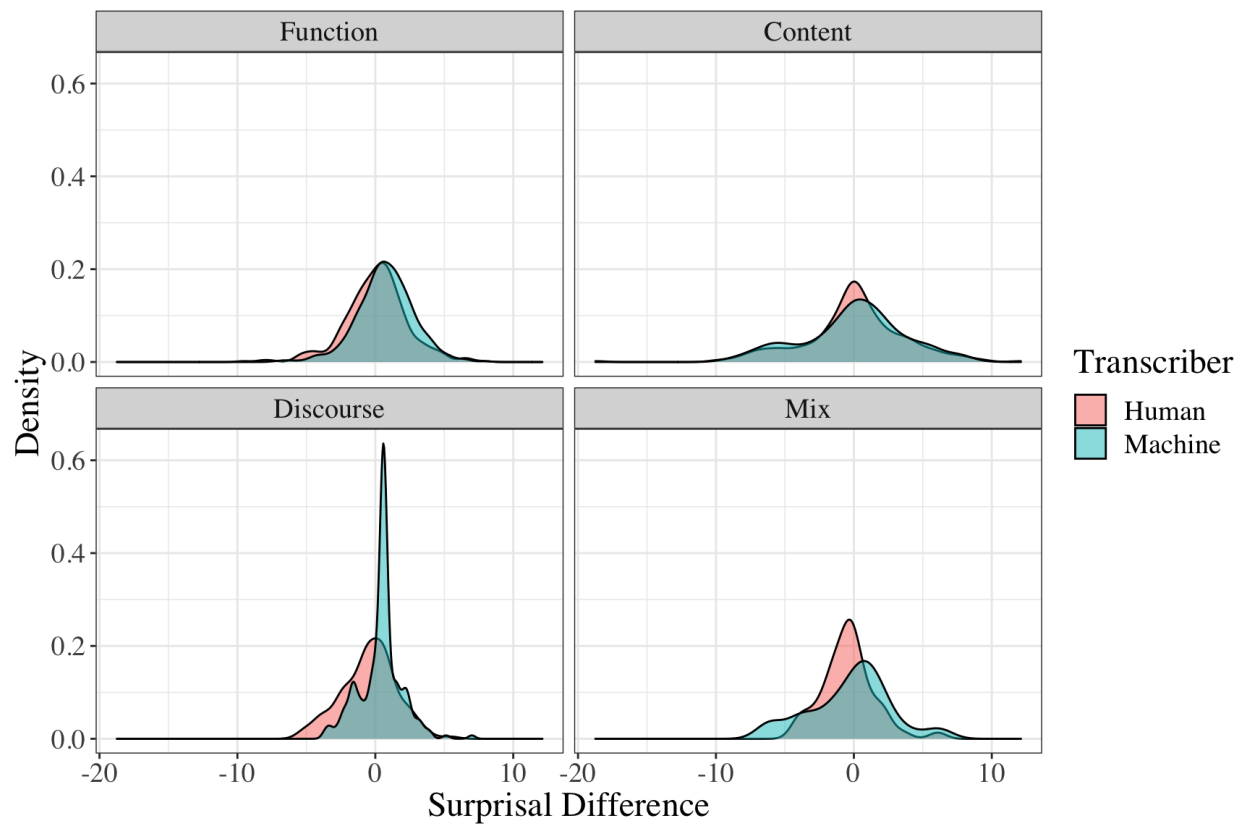 Function
Content
0.6
0.4
0.2
0.0
Discourse
Mix
0.6
0.4
0.2
0.0
-20 -10 0 10 -20 -10 0 10
Surprisal Difference
Density
Transcriber
Human
Machine